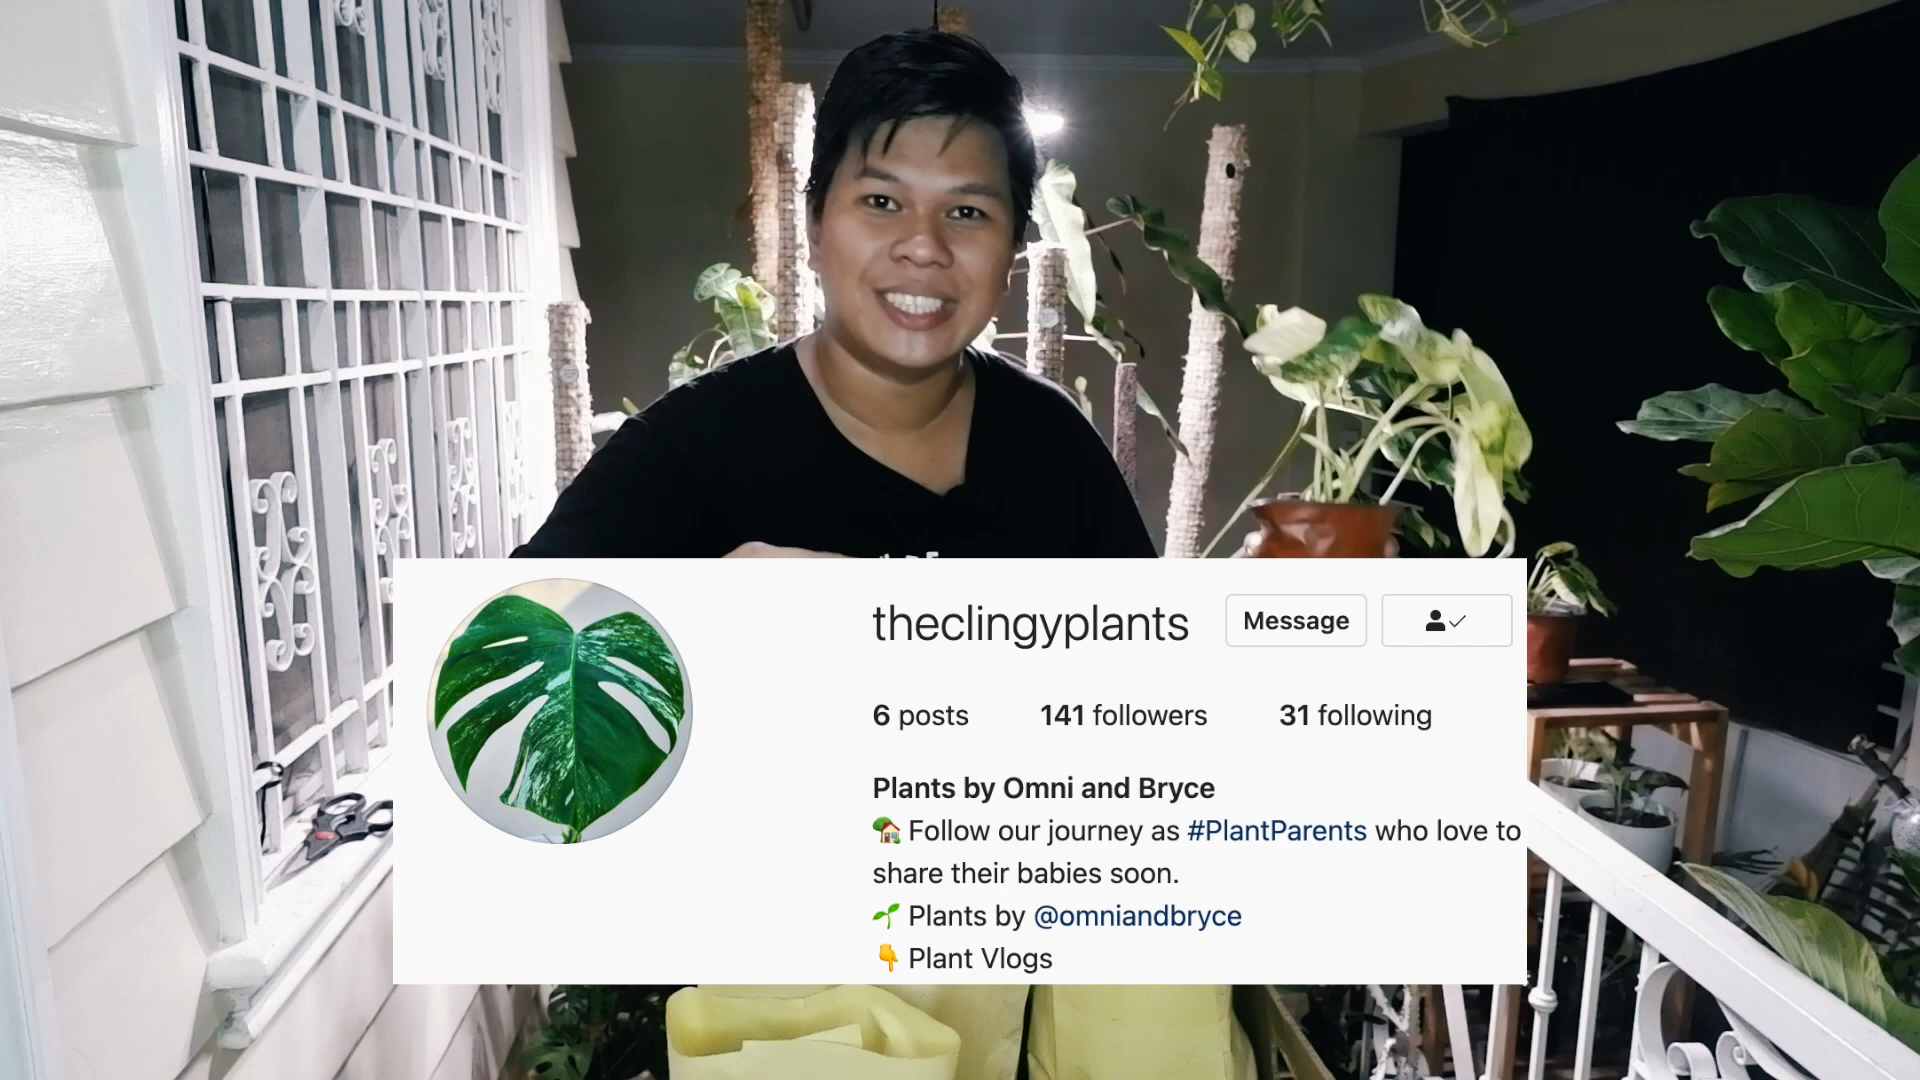 theclingyplants Message
6 posts 141 followers 31 following
Plants by Omni and Bryce
🏡 Follow our journey as #PlantParents who love to
share their babies soon.
🌱 Plants by @omniandbryce
👇 Plant Vlogs